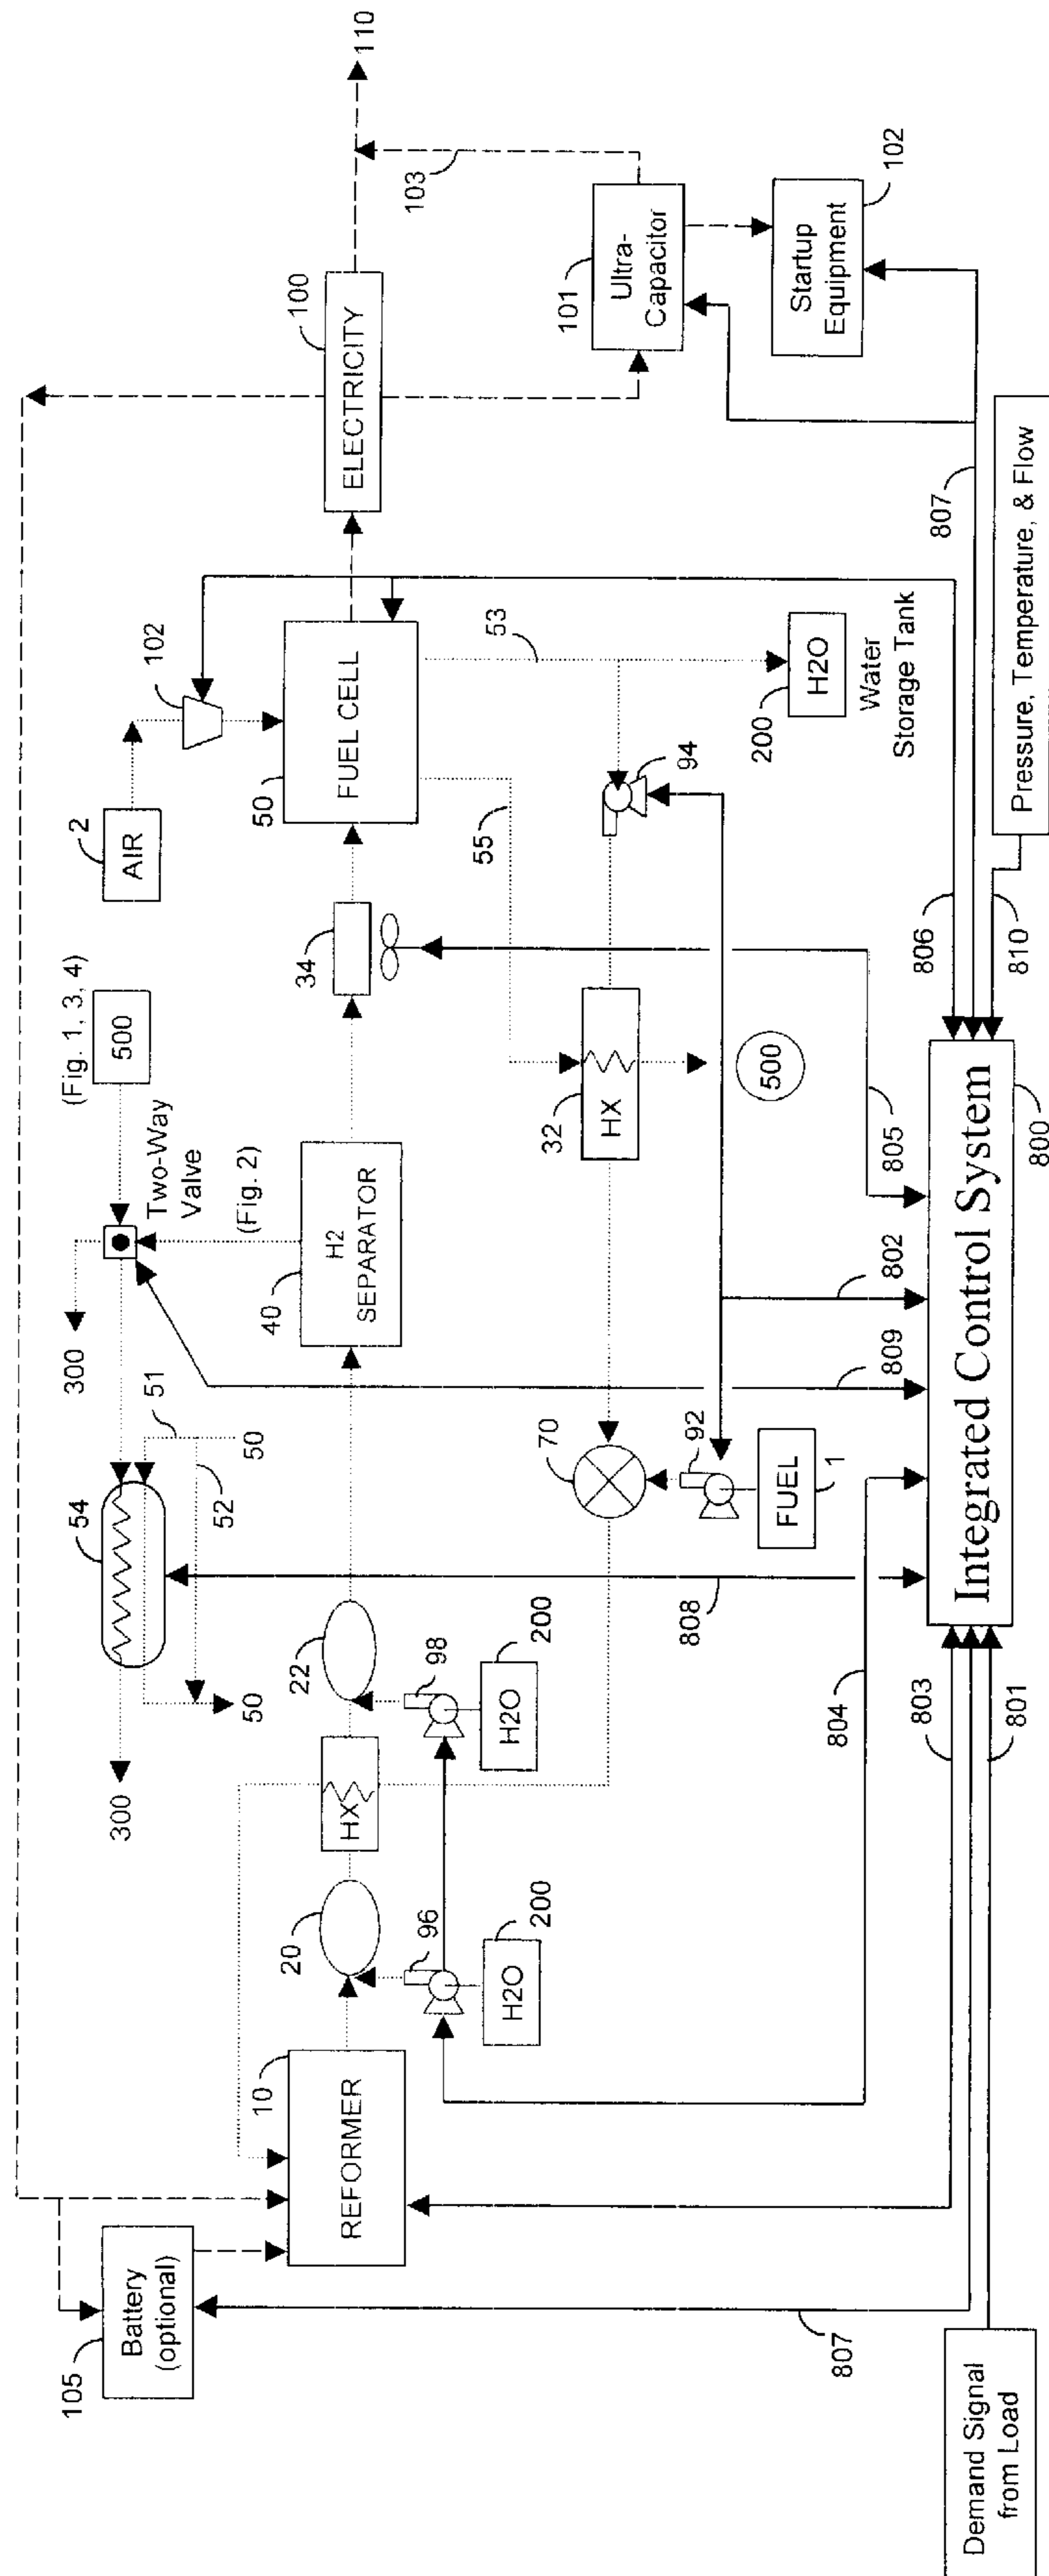 110
103
102
Startup
Equipment
101
Ultra-
Capacitor
100
ELECTRICITY
807
Pressure, Temperature, & Flow
102
2
AIR
50
FUEL CELL
53
200
H2O
Water
Storage Tank
94
55
34
806
810
(Fig. 1, 3, 4)
500
Two-Way
Valve
(Fig. 2)
40
H2
SEPARATOR
32
HX
500
805
802
809
300
51
50
52
54
50
300
70
92
FUEL
1
808
804
22
98
200
H2O
HX
20
96
200
H2O
10
REFORMER
105
Battery
(optional)
807
803
801
Integrated Control System
800
Demand Signal
from Load